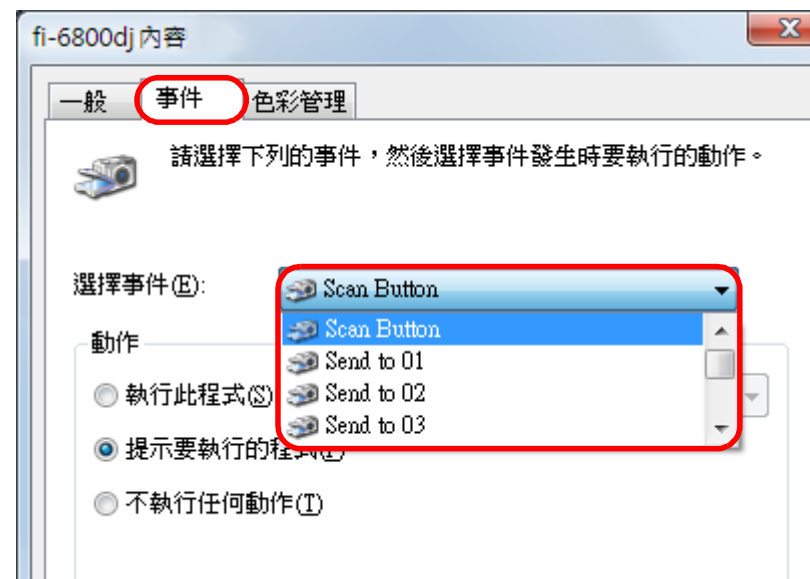 fi-6800dj 內容
一般 事件 色彩管理
請選擇下列的事件，然後選擇事件發生時要執行的動作。
選擇事件(E): Scan Button
Scan Button
Send to 01
Send to 02
Send to 03
動作
執行此程式(S)
提示要執行的程式(P)
不執行任何動作(T)